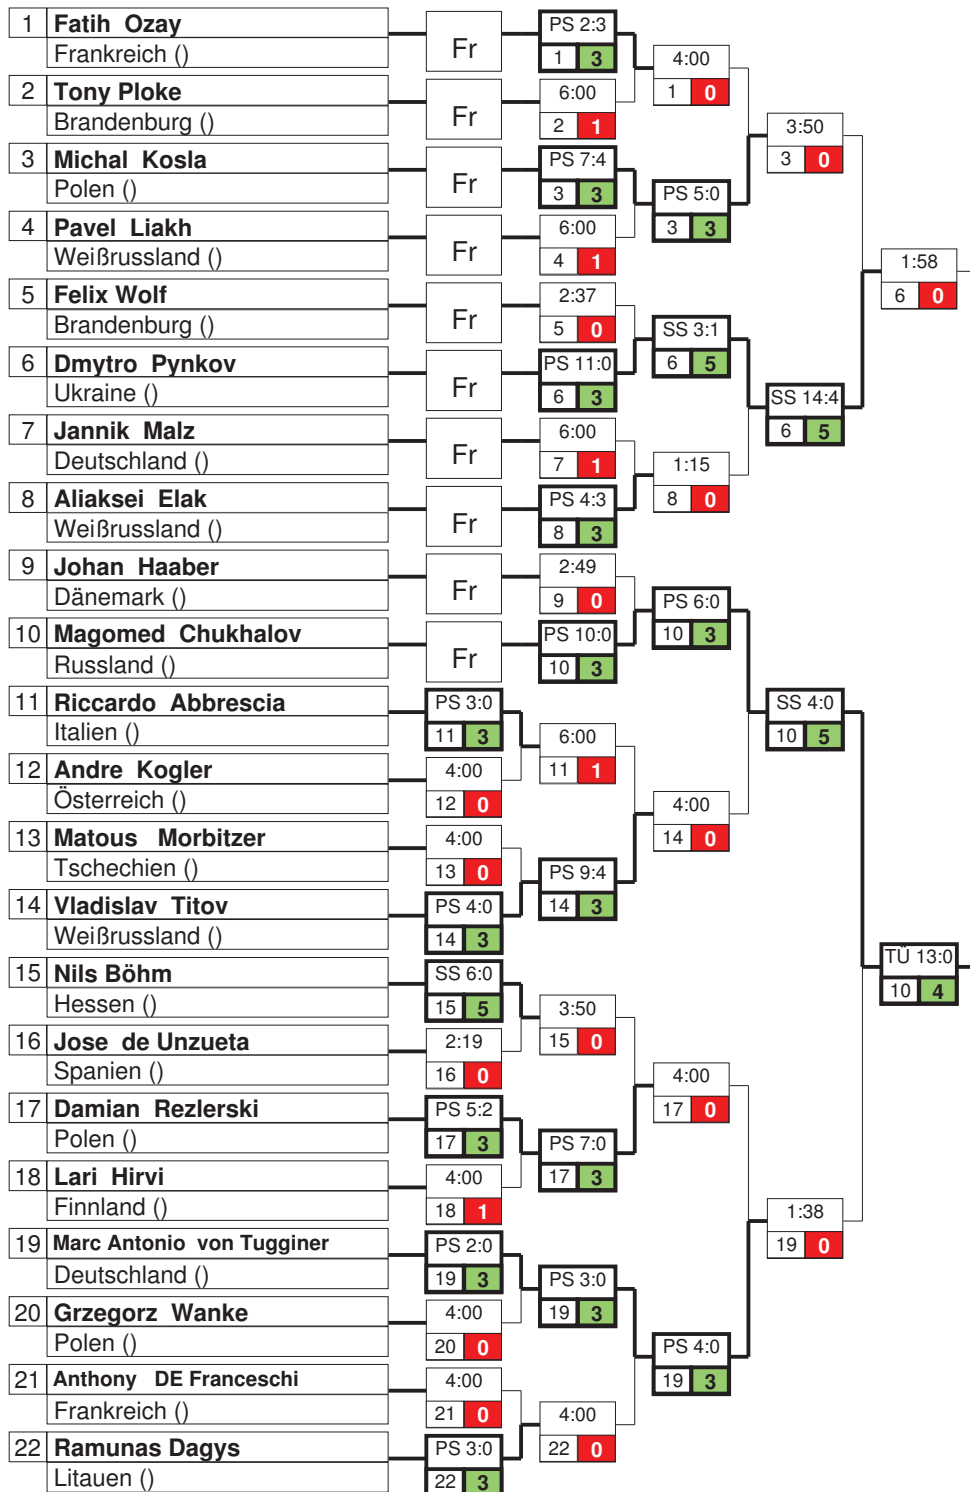 1 Fatih Ozay
Frankreich ()
Fr
PS 2:3
1 3
4:00
1 0
2 Tony Ploke
Brandenburg ()
Fr
6:00
2 1
3:50
3 0
3 Michal Kosla
Polen ()
Fr
PS 7:4
3 3
PS 5:0
3 3
4 Pavel Liakh
Weißrussland ()
Fr
6:00
4 1
1:58
6 0
5 Felix Wolf
Brandenburg ()
Fr
2:37
5 0
SS 3:1
6 5
6 Dmytro Pynkov
Ukraine ()
Fr
PS 11:0
6 3
SS 14:4
6 5
7 Jannik Malz
Deutschland ()
Fr
6:00
7 1
1:15
8 0
8 Aliaksei Elak
Weißrussland ()
Fr
PS 4:3
8 3
9 Johan Haaber
Dänemark ()
Fr
2:49
9 0
PS 6:0
10 3
10 Magomed Chukhalov
Russland ()
Fr
PS 10:0
10 3
11 Riccardo Abbrescia
Italien ()
PS 3:0
11 3
6:00
11 1
SS 4:0
10 5
12 Andre Kogler
Österreich ()
4:00
12 0
4:00
14 0
13 Matous Morbitzer
Tschechien ()
4:00
13 0
PS 9:4
14 3
14 Vladislav Titov
Weißrussland ()
PS 4:0
14 3
TÜ 13:0
10 4
15 Nils Böhm
Hessen ()
SS 6:0
15 5
3:50
15 0
16 Jose de Unzueta
Spanien ()
2:19
16 0
4:00
17 0
17 Damian Rezlerski
Polen ()
PS 5:2
17 3
PS 7:0
17 3
18 Lari Hirvi
Finnland ()
4:00
18 1
1:38
19 0
19 Marc Antonio von Tugginer
Deutschland ()
PS 2:0
19 3
PS 3:0
19 3
20 Grzegorz Wanke
Polen ()
4:00
20 0
PS 4:0
19 3
21 Anthony DE Franceschi
Frankreich ()
4:00
21 0
4:00
22 0
22 Ramunas Dagys
Litauen ()
PS 3:0
22 3